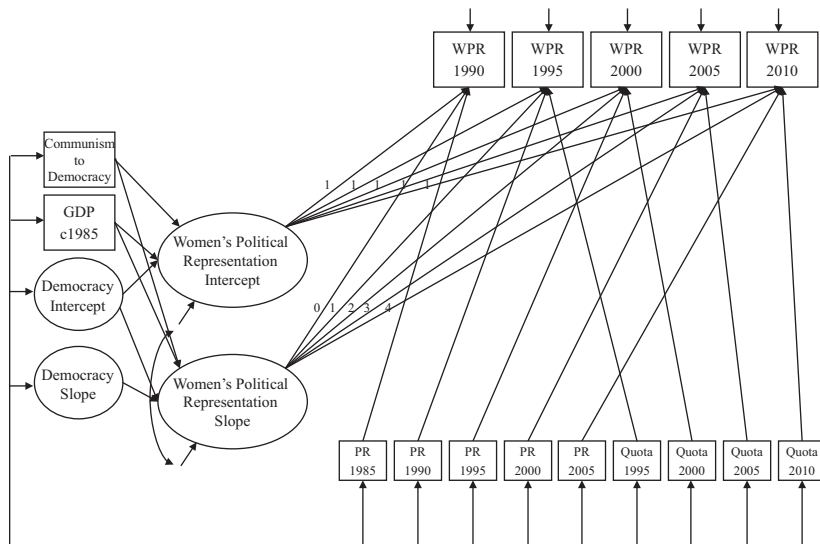 WPR
1990
WPR
1995
WPR
2000
WPR
2005
WPR
2010
Communism
to
Democracy
GDP
c1985
Democracy
Intercept
Democracy
Slope
Women's Political
Representation
Intercept
1 1 1 1 1
Women's Political
Representation
Slope
0 1 2 3 4
PR
1985
PR
1990
PR
1995
PR
2000
PR
2005
Quota
1995
Quota
2000
Quota
2005
Quota
2010